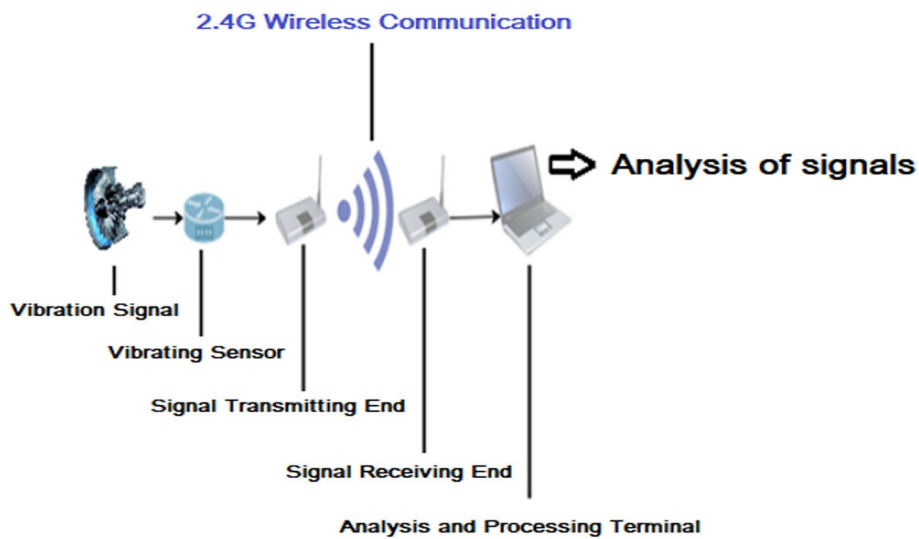 2.4G Wireless Communication
Analysis of signals
Vibration Signal
Vibrating Sensor
Signal Transmitting End
Signal Receiving End
Analysis and Processing Terminal